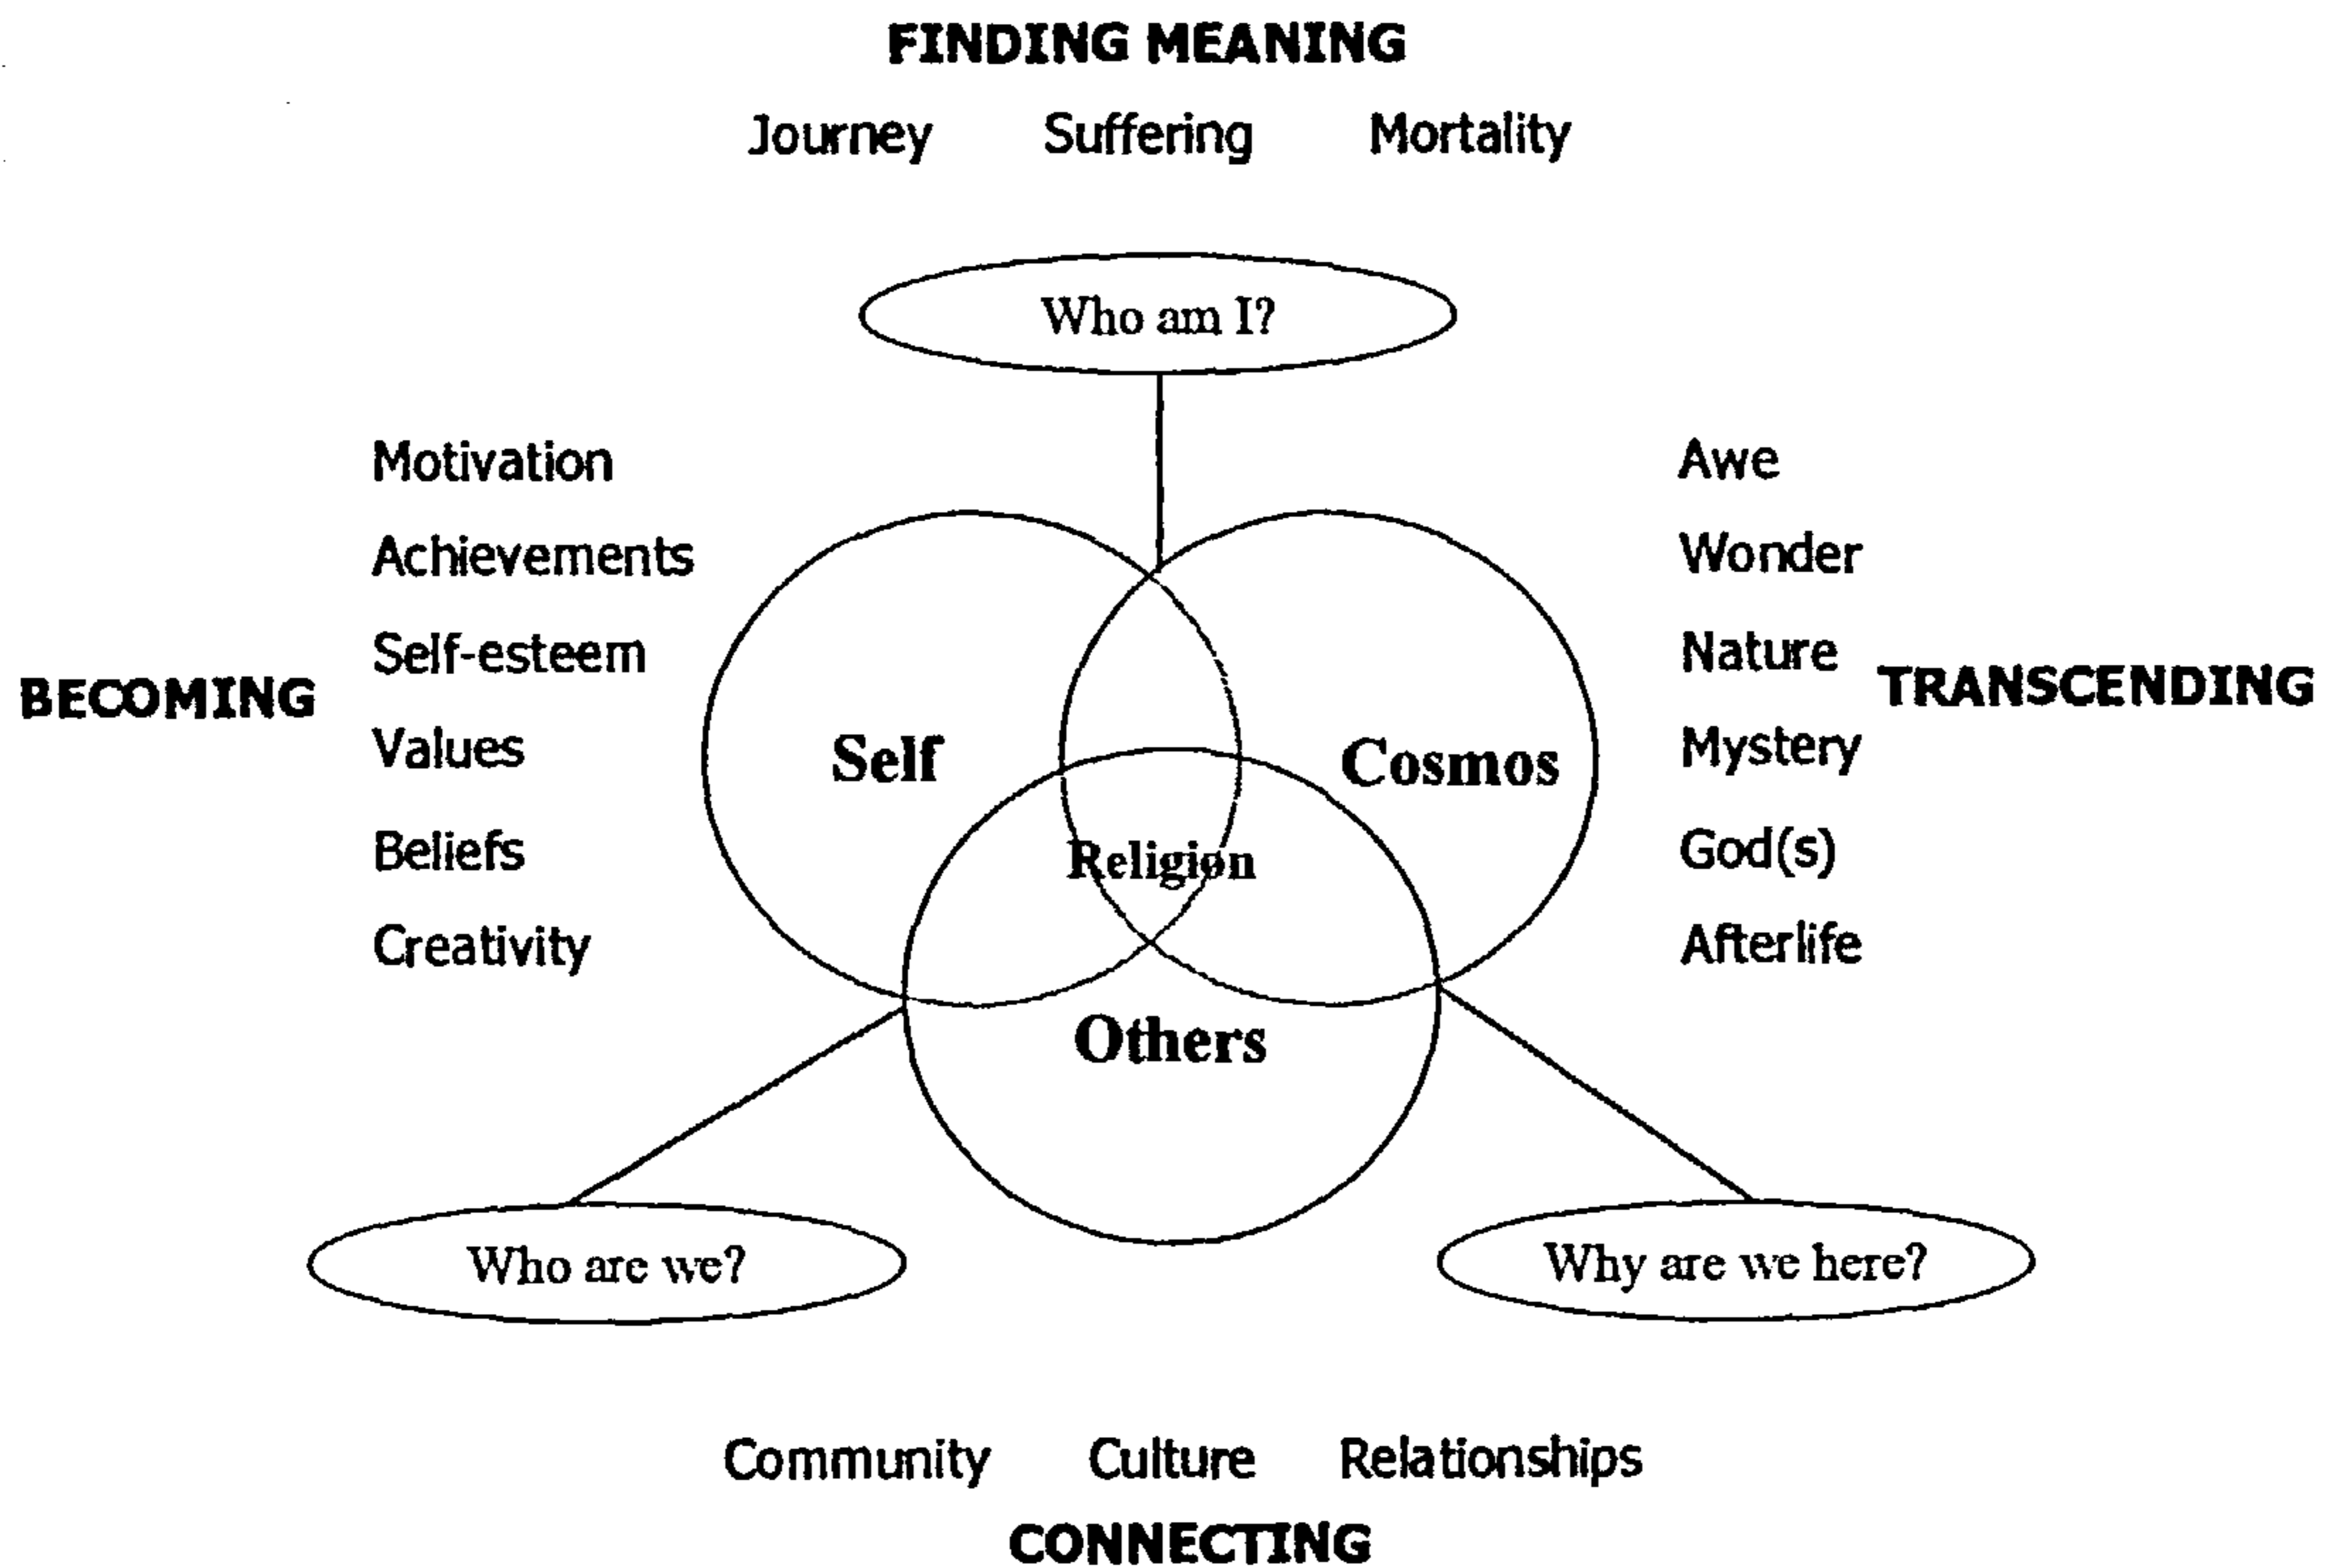 FINDING MEANING
Journey Suffering Mortality
Who am I?
Motivation
Achievements
Self-esteem
Values
Beliefs
Creativity
BECOMING
Awe
Wonder
Nature
Mystery
God(s)
Afterlife
TRANSCENDING
Self
Cosmos
Religion
Others
Who are we?
Why are we here?
Community Culture Relationships
CONNECTING